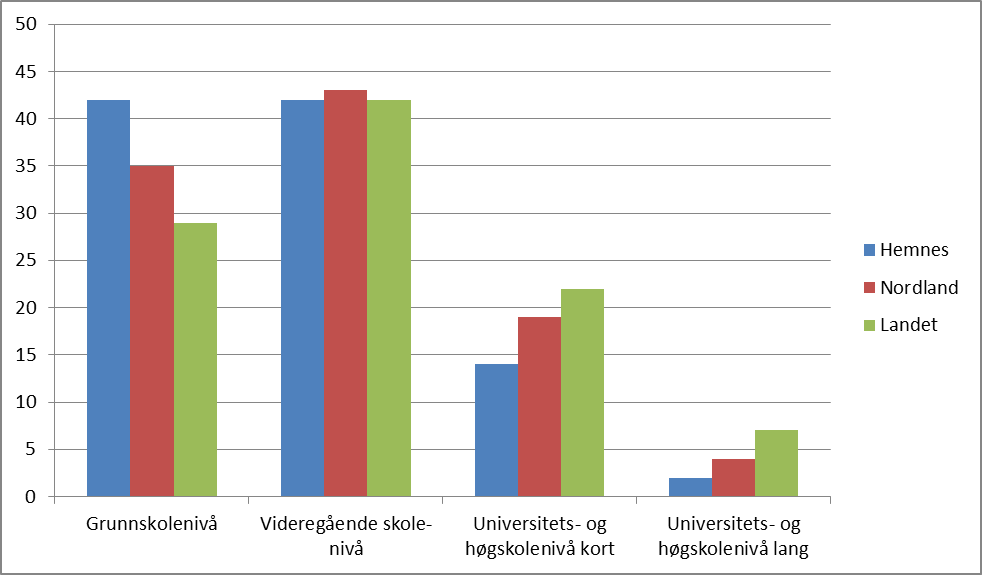 50
45
40
35
30
25
20
15
10
5
0
Grunnskolenivå
Videregående skole-
nivå
Universitets- og
høgskolenivå kort
Universitets- og
høgskolenivå lang
Hemnes
Nordland
Landet